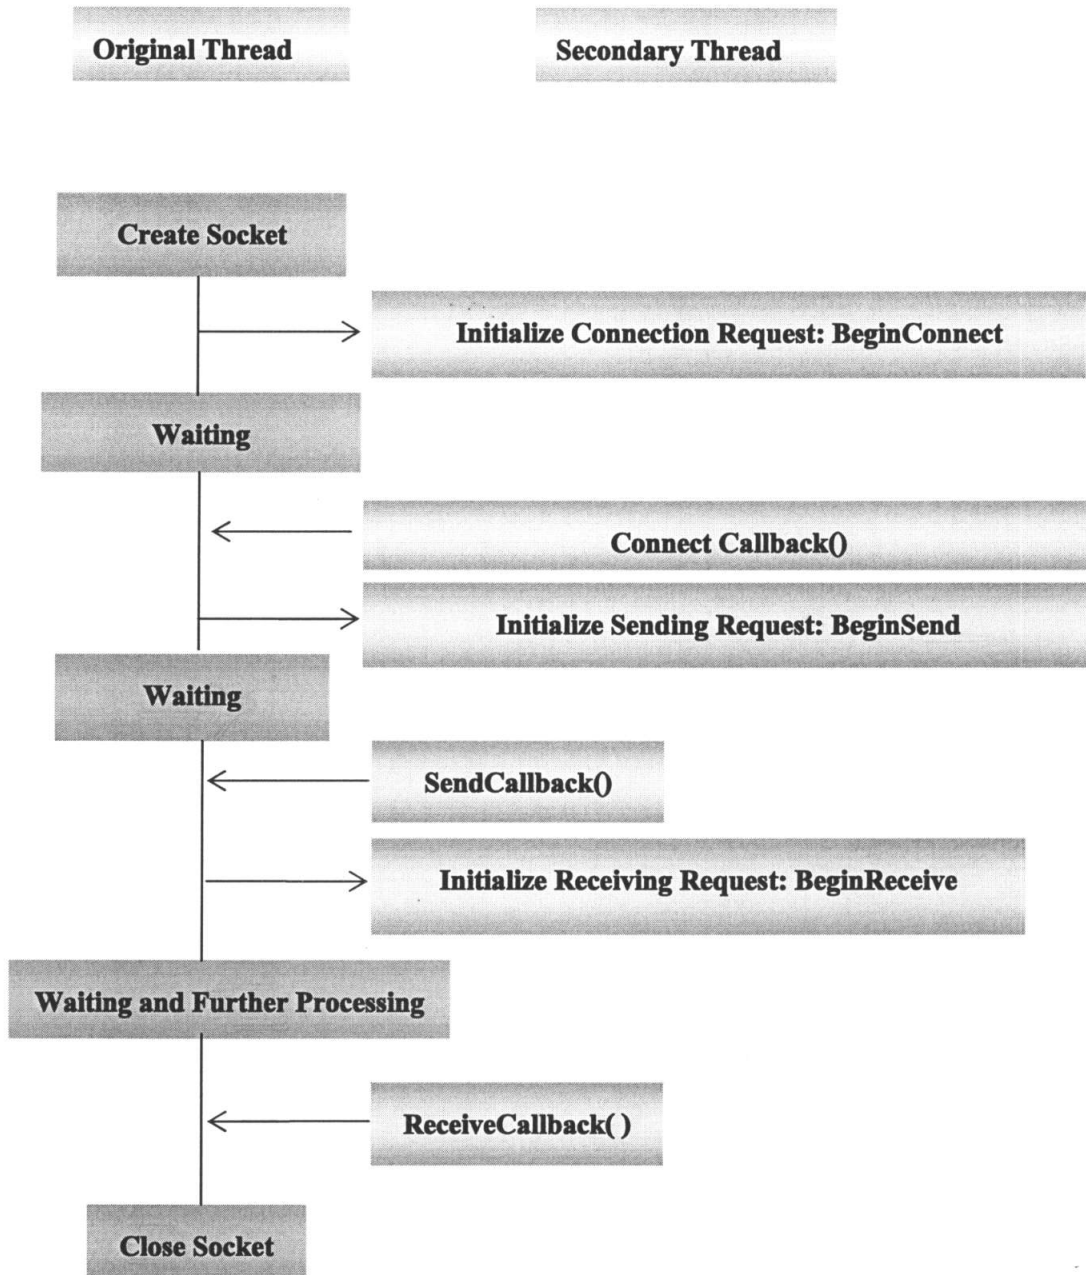 Original Thread
Secondary Thread
Create Socket
Initialize Connection Request: BeginConnect
Waiting
Connect Callback()
Initialize Sending Request: BeginSend
Waiting
SendCallback()
Initialize Receiving Request: BeginReceive
Waiting and Further Processing
ReceiveCallback( )
Close Socket